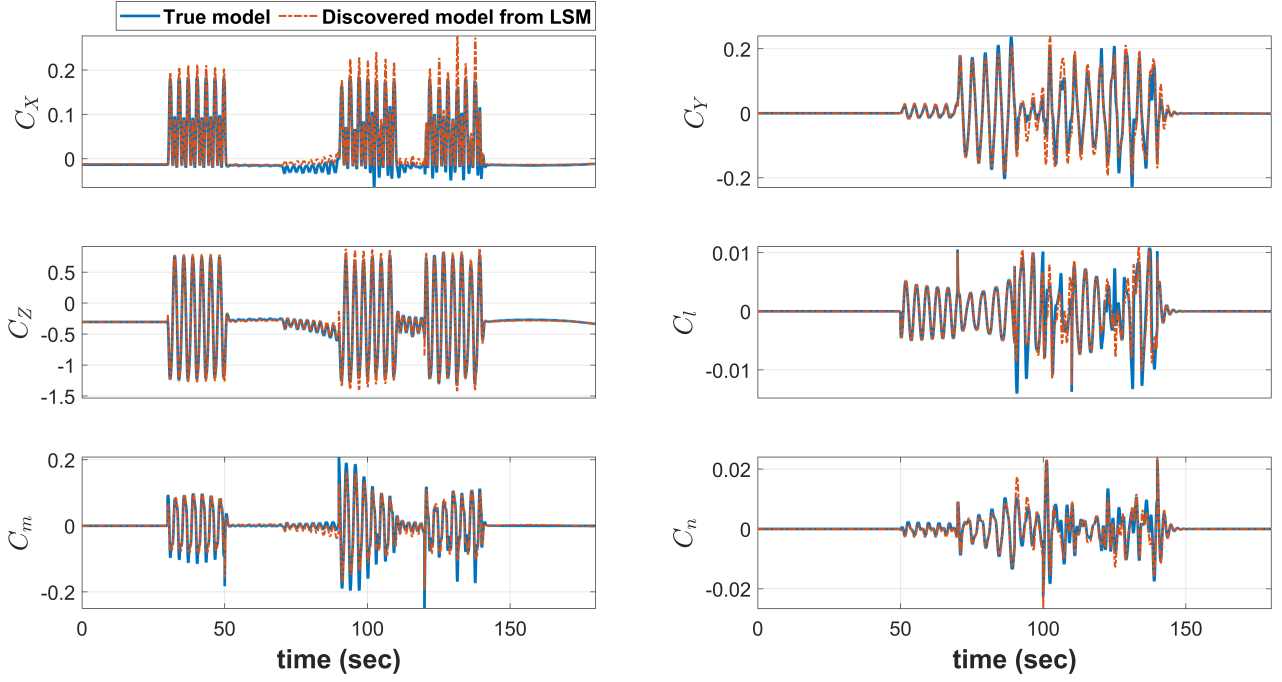 True model Discovered model from LSM
C_X
0.2
0.1
0
C_Y
0.2
0
-0.2
C_Z
0.5
0
-0.5
-1
-1.5
C_l
0.01
0
-0.01
C_m
0.2
0
-0.2
0 50 100 150
time (sec)
C_n
0.02
0
-0.02
0 50 100 150
time (sec)